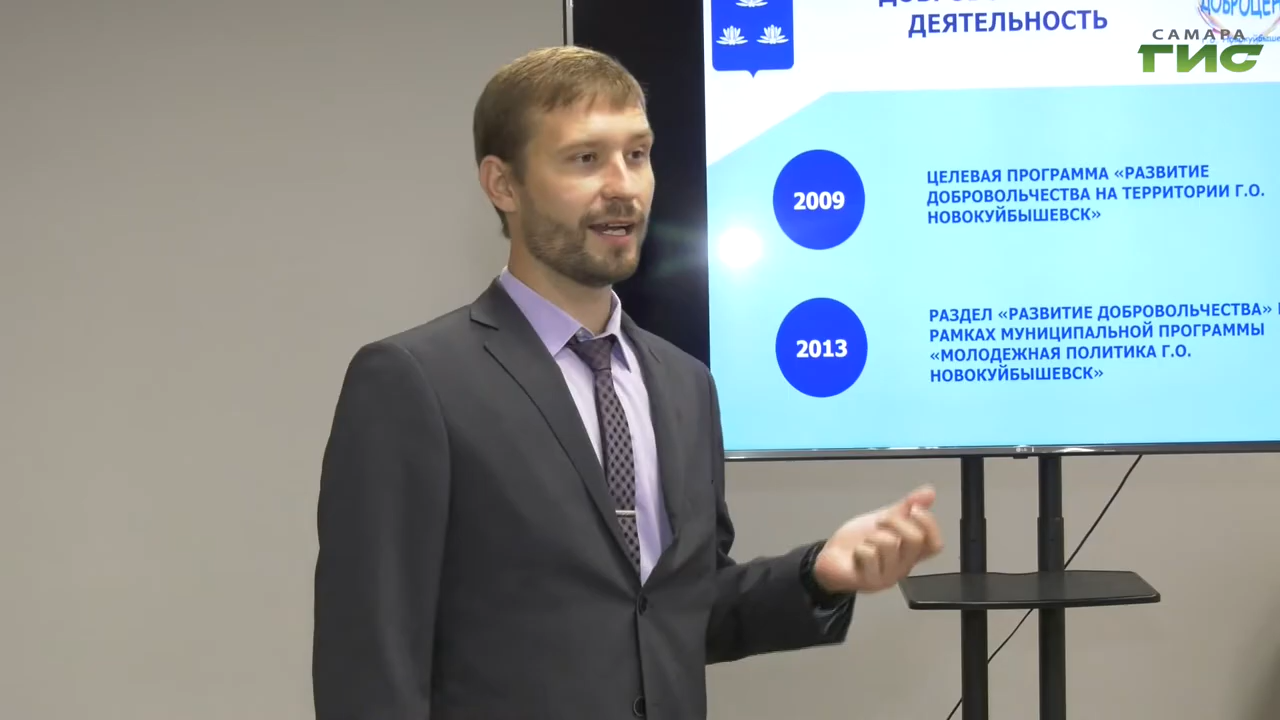 ДЕЯТЕЛЬНОСТЬ
САМАРА
ГИС
2009
ЦЕЛЕВАЯ ПРОГРАММА «РАЗВИТИЕ
ДОБРОВОЛЬЧЕСТВА НА ТЕРРИТОРИИ Г.О.
НОВОКУЙБЫШЕВСК»
2013
РАЗДЕЛ «РАЗВИТИЕ ДОБРОВОЛЬЧЕСТВА»
РАМКАХ МУНИЦИПАЛЬНОЙ ПРОГРАММЫ
«МОЛОДЕЖНАЯ ПОЛИТИКА Г.О.
НОВОКУЙБЫШЕВСК»
LG